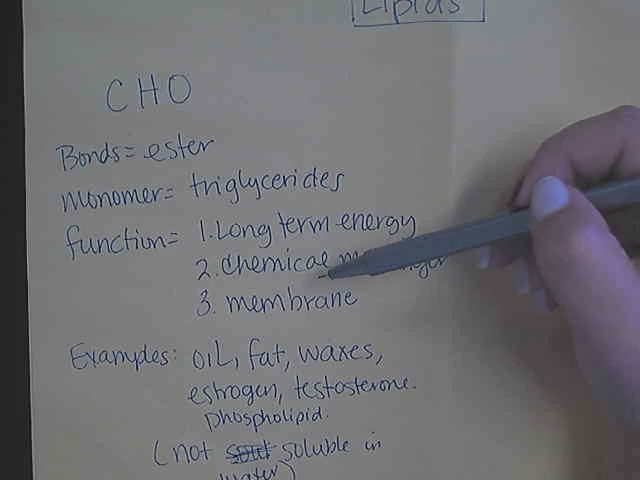 Lipids
CHO
Bonds = ester
monomer = triglycerides
function = 1. Long term energy
2. Chemical
3. membrane
Examples: oil, fat, waxes,
estrogen, testosterone.
phospholipid.
(not soluble in
water)